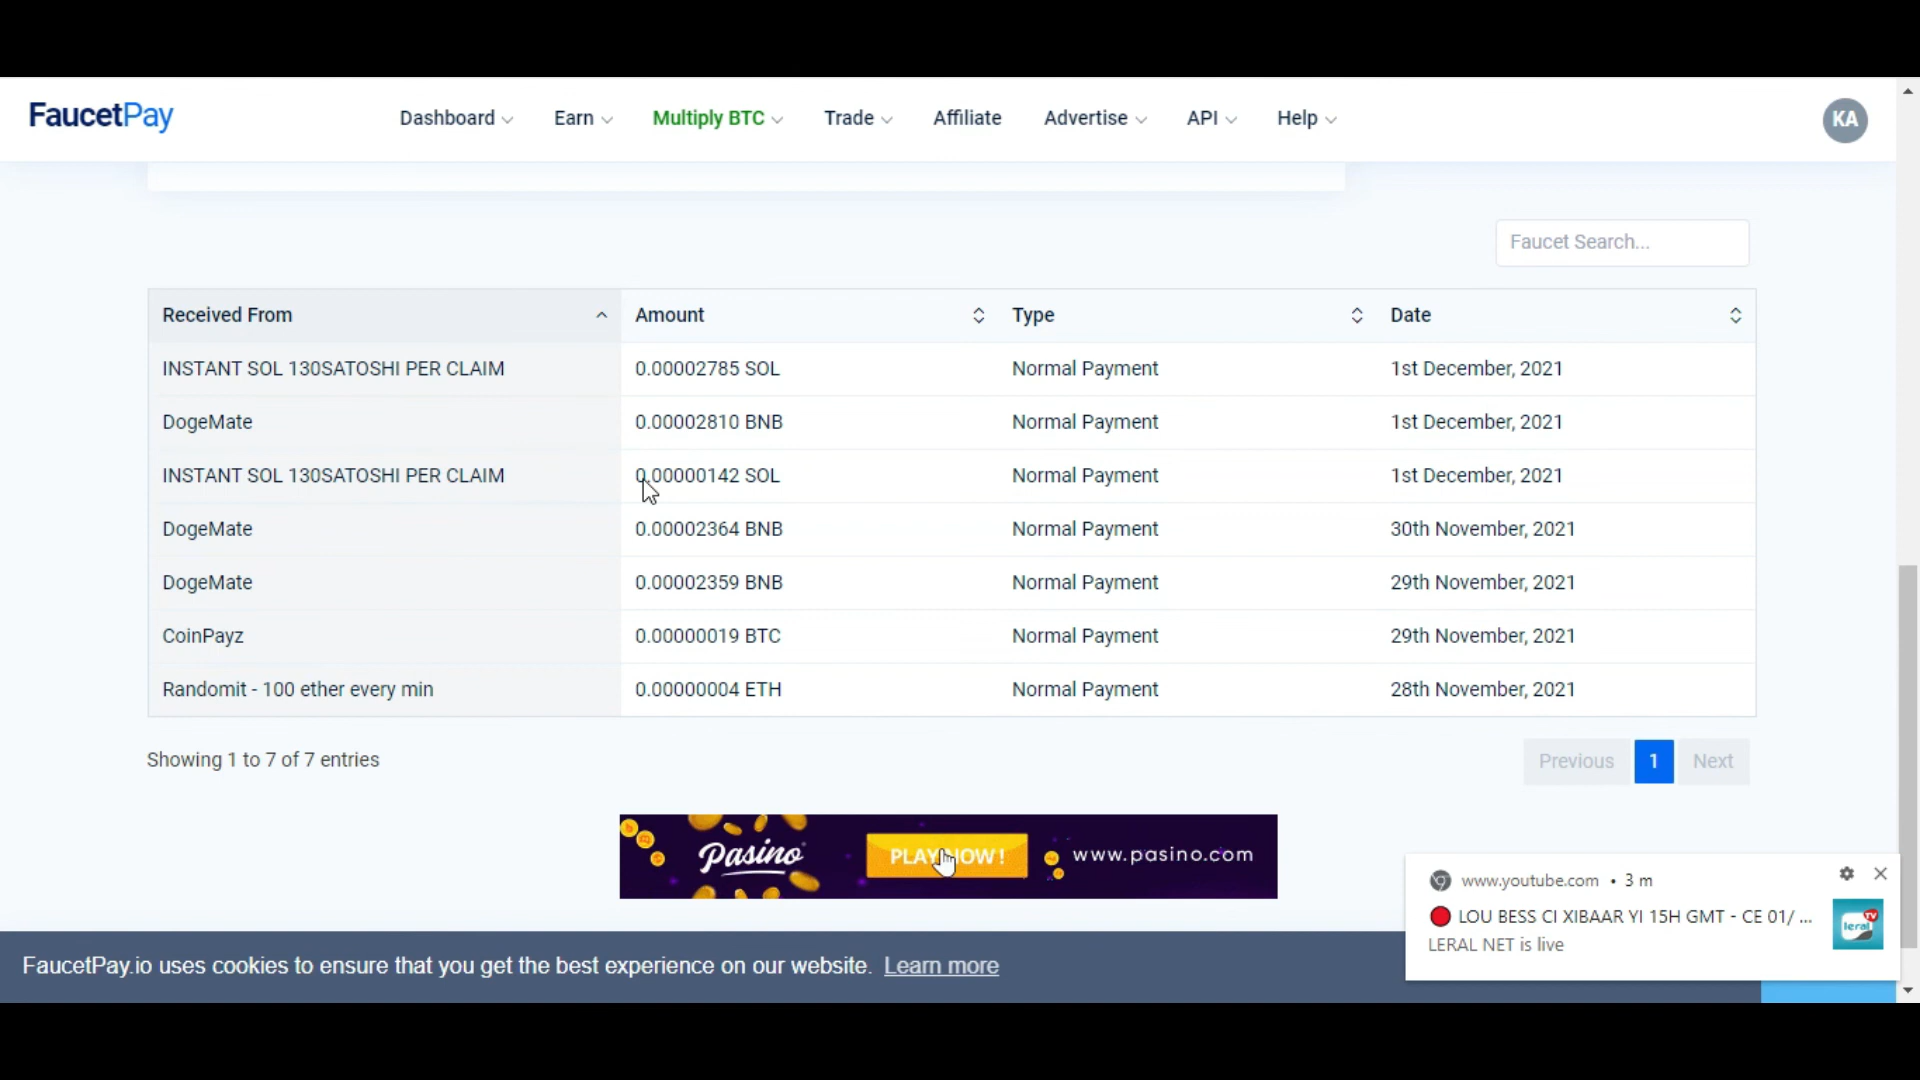 FaucetPay
Dashboard Earn Multiply BTC Trade Affiliate Advertise API Help KA
Faucet Search...
Received From Amount Type Date
INSTANT SOL 130SATOSHI PER CLAIM 0.00002785 SOL Normal Payment 1st December, 2021
DogeMate 0.00002810 BNB Normal Payment 1st December, 2021
INSTANT SOL 130SATOSHI PER CLAIM 0.00000142 SOL Normal Payment 1st December, 2021
DogeMate 0.00002364 BNB Normal Payment 30th November, 2021
DogeMate 0.00002359 BNB Normal Payment 29th November, 2021
CoinPayz 0.00000019 BTC Normal Payment 29th November, 2021
Randomit - 100 ether every min 0.00000004 ETH Normal Payment 28th November, 2021
Showing 1 to 7 of 7 entries
Previous 1 Next
Pasino PLAY NOW ! www.pasino.com
www.youtube.com • 3 m
LOU BESS CI XIBAAR YI 15H GMT - CE 01/ ...
leral TV
LERAL NET is live
FaucetPay.io uses cookies to ensure that you get the best experience on our website. Learn more